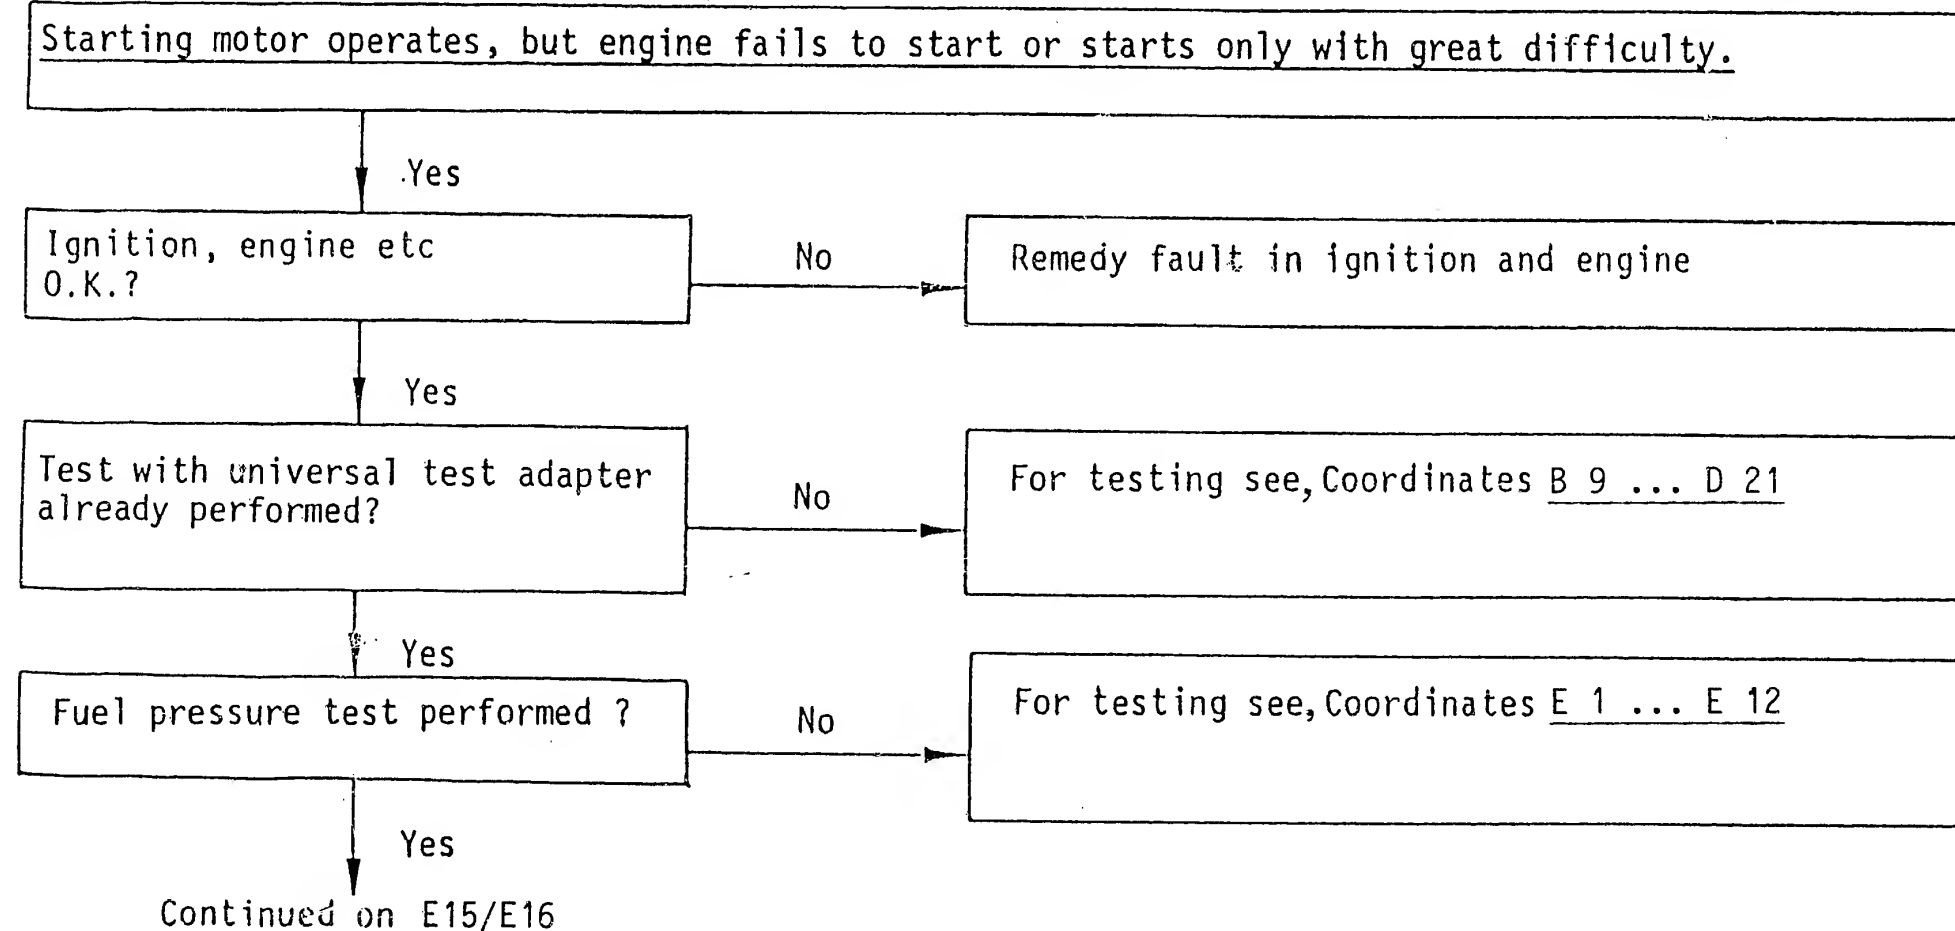 Starting motor operates, but engine fails to start or starts only with great difficulty.
Yes
Ignition, engine etc
O.K.?
No
Remedy fault in ignition and engine
Yes
Test with universal test adapter
already performed?
No
For testing see, Coordinates B 9 ... D 21
Yes
Fuel pressure test performed ?
No
For testing see, Coordinates E 1 ... E 12
Yes
Continued on E15/E16